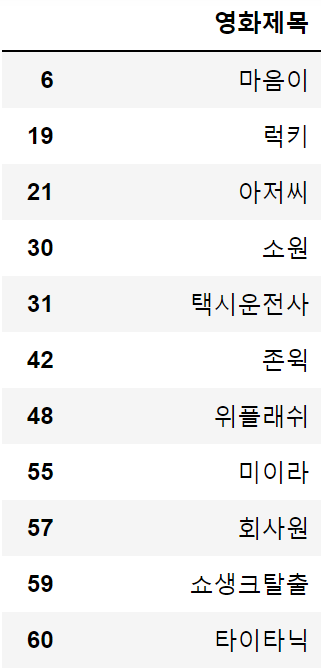 영화제목
6 마음이
19 럭키
21 아저씨
30 소원
31 택시운전사
42 존윅
48 위플래쉬
55 미이라
57 회사원
59 쇼생크탈출
60 타이타닉